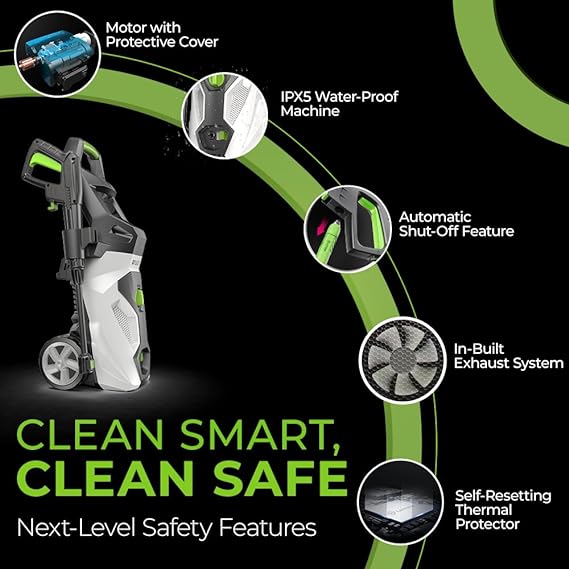 Motor with
Protective Cover
IPX5 Water-Proof
Machine
Automatic
Shut-Off Feature
In-Built
Exhaust System
Self-Resetting
Thermal
Protector
CLEAN SMART,
CLEAN SAFE
Next-Level Safety Features